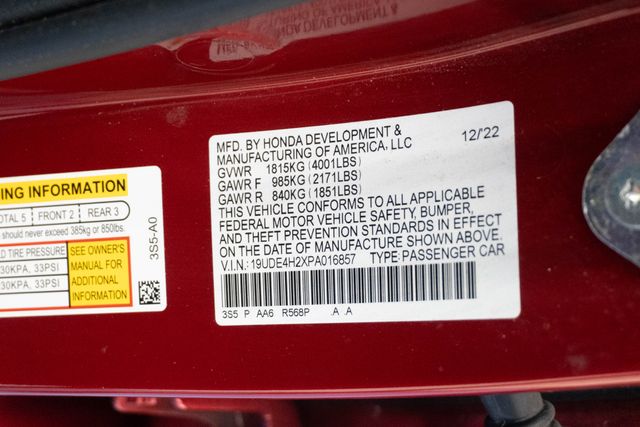 NG INFORMATION
OTAL 5 FRONT 2 REAR 3
should never exceed 385kg or 850lbs.
D TIRE PRESSURE
30KPA, 33PSI
30KPA, 33PSI
SEE OWNER'S
MANUAL FOR
ADDITIONAL
INFORMATION
3S5-A0
MFD. BY HONDA DEVELOPMENT &
MANUFACTURING OF AMERICA, LLC
12/'22
GVWR 1815KG (4001LBS)
GAWR F 985KG (2171LBS)
GAWR R 840KG (1851LBS)
THIS VEHICLE CONFORMS TO ALL APPLICABLE
FEDERAL MOTOR VEHICLE SAFETY, BUMPER,
AND THEFT PREVENTION STANDARDS IN EFFECT
ON THE DATE OF MANUFACTURE SHOWN ABOVE.
V.I.N.: 19UDE4H2XPA016857 TYPE: PASSENGER CAR
3S5 P AA6 R568P .A A